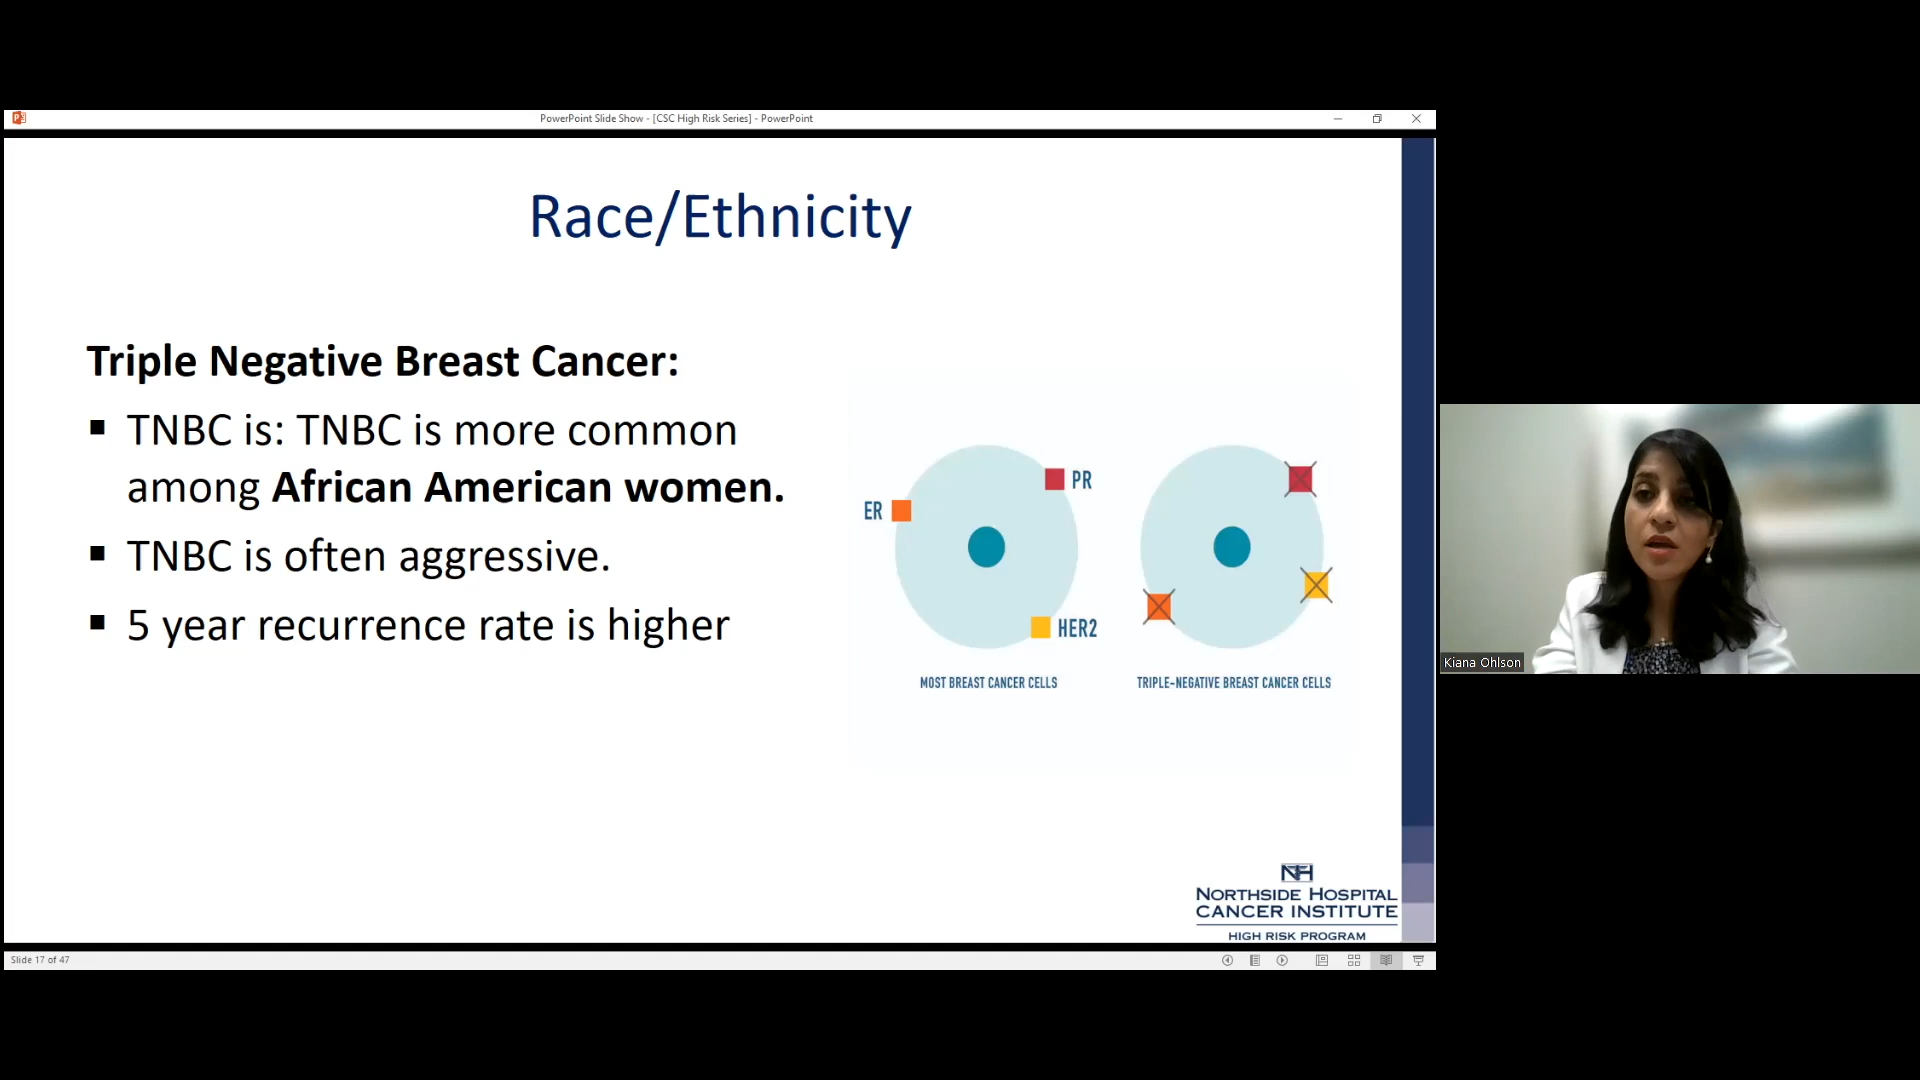 PowerPoint Slide Show - [CSC High Risk Series] - PowerPoint
Race/Ethnicity
Triple Negative Breast Cancer:
▪ TNBC is: TNBC is more common
among African American women.
▪ TNBC is often aggressive.
▪ 5 year recurrence rate is higher
PR
ER
HER2
MOST BREAST CANCER CELLS
TRIPLE-NEGATIVE BREAST CANCER CELLS
Kiana Ohlson
NH
NORTHSIDE HOSPITAL
CANCER INSTITUTE
HIGH RISK PROGRAM
Slide 17 of 47